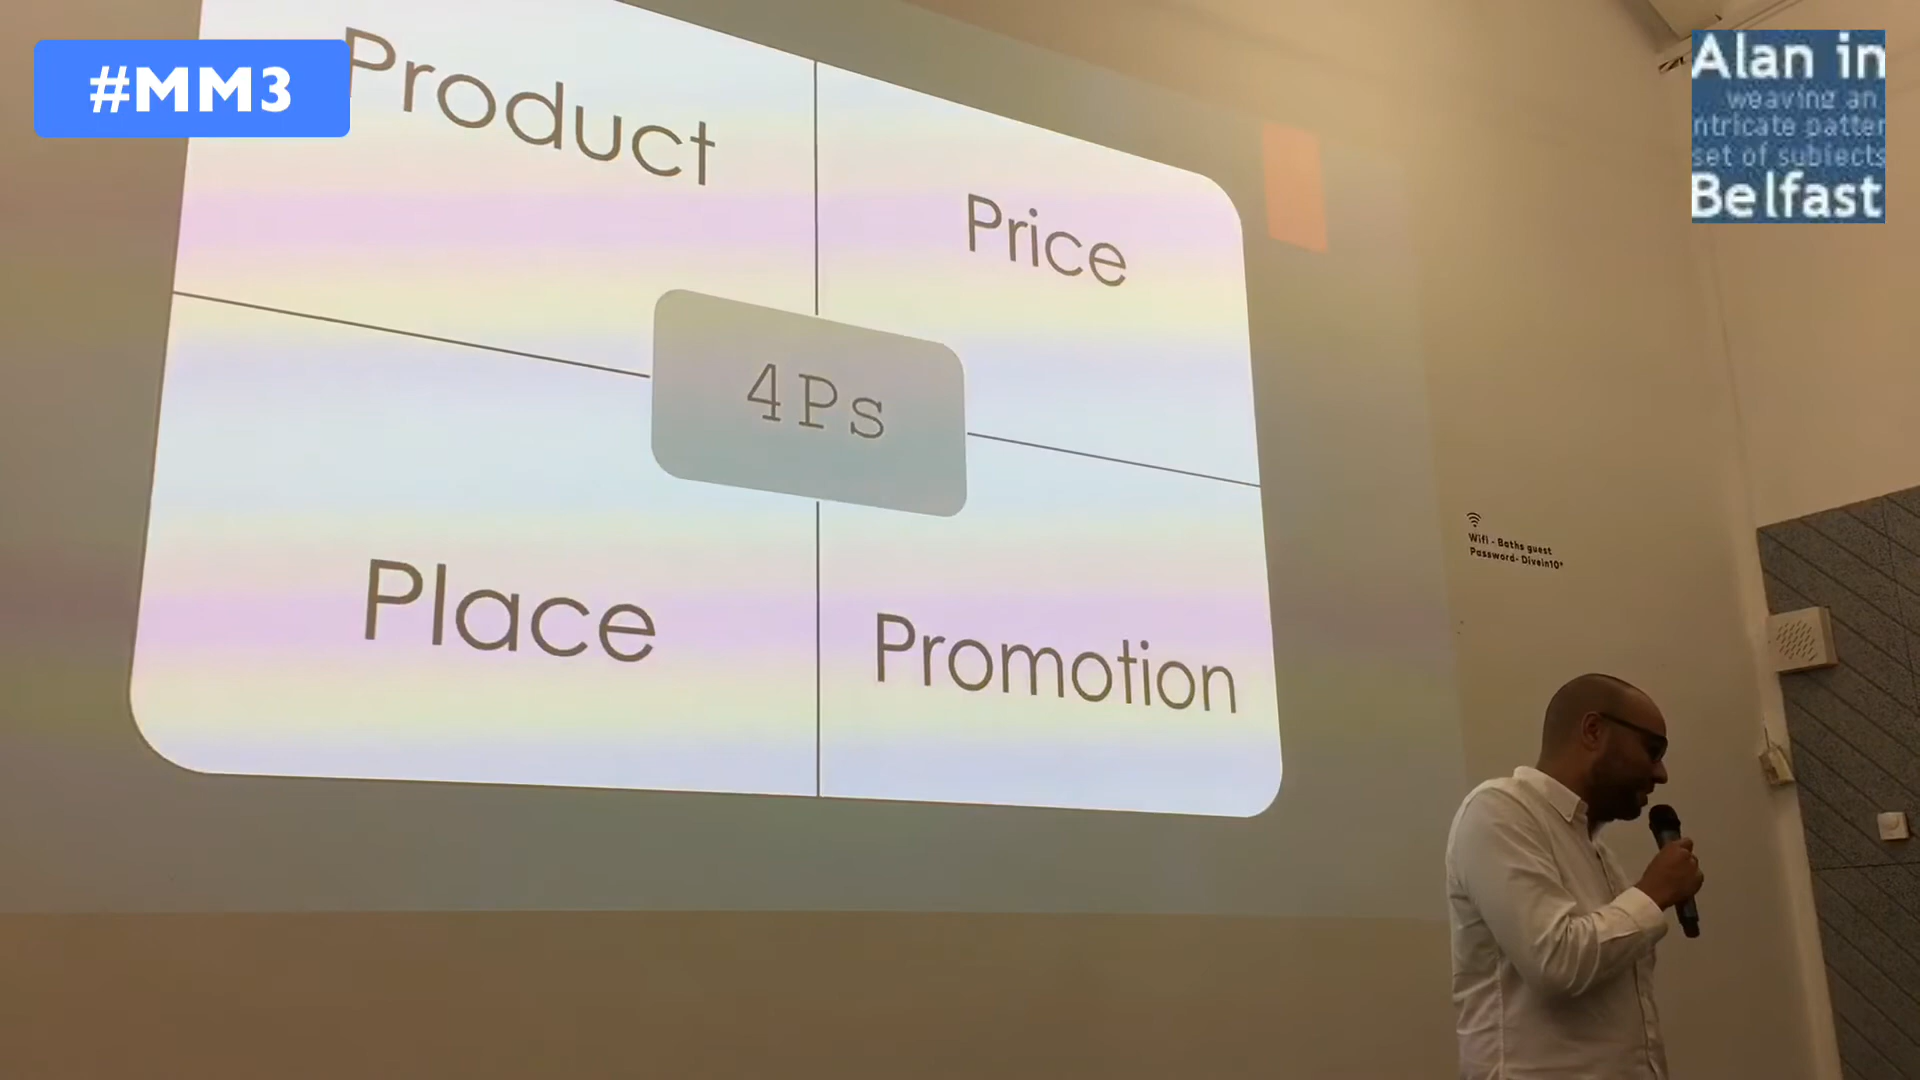 #MM3
Product
Price
4Ps
Place
Promotion
Alan in
weaving an
ntricate patter
set of subjects
Belfast
Wifi - Baths guest
Password- Divein10*